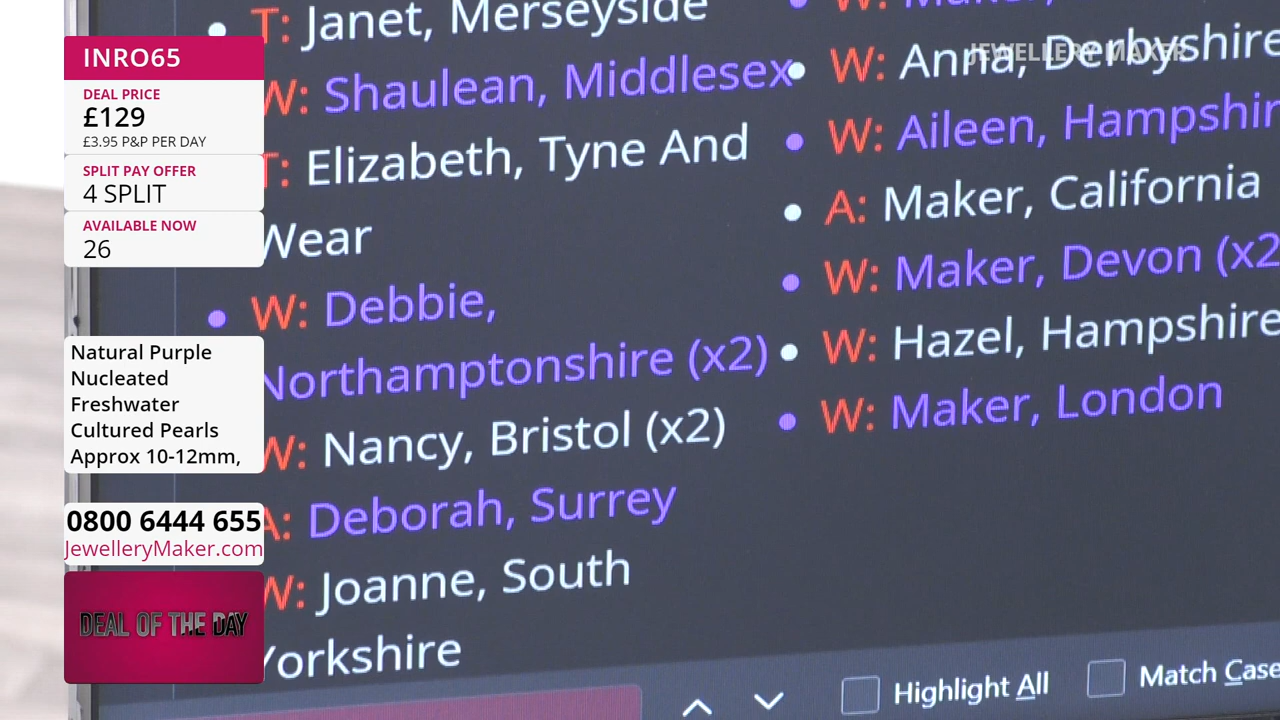 INRO65
DEAL PRICE
£129
£3.95 P&P PER DAY
SPLIT PAY OFFER
4 SPLIT
AVAILABLE NOW
26
Natural Purple
Nucleated
Freshwater
Cultured Pearls
Approx 10-12mm,
0800 6444 655
JewelleryMaker.com
DEAL OF THE DAY
T: Janet, Merseyside
W: Shaulean, Middlesex
T: Elizabeth, Tyne And
Wear
W: Debbie,
Northamptonshire (x2)
W: Nancy, Bristol (x2)
A: Deborah, Surrey
W: Joanne, South
Yorkshire
JEWELLERY MAKER
W: Maker,
W: Anna, Derbyshire
W: Aileen, Hampshir
A: Maker, California
W: Maker, Devon (x2
W: Hazel, Hampshire
W: Maker, London
Highlight All
Match Case